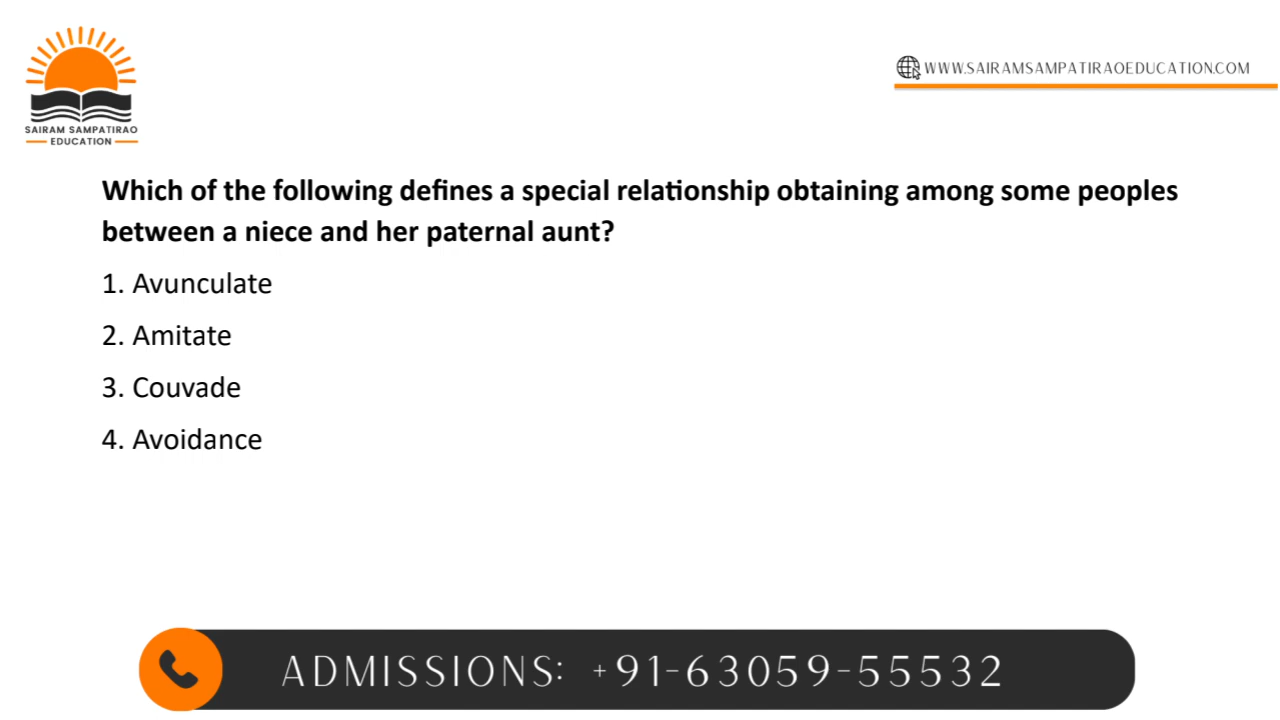 WWW.SAIRAMSAMPATIRAOEDUCATION.COM
SAIRAM SAMPATIRAO
EDUCATION
Which of the following defines a special relationship obtaining among some peoples
between a niece and her paternal aunt?
1. Avunculate
2. Amitate
3. Couvade
4. Avoidance
ADMISSIONS: +91-63059-55532